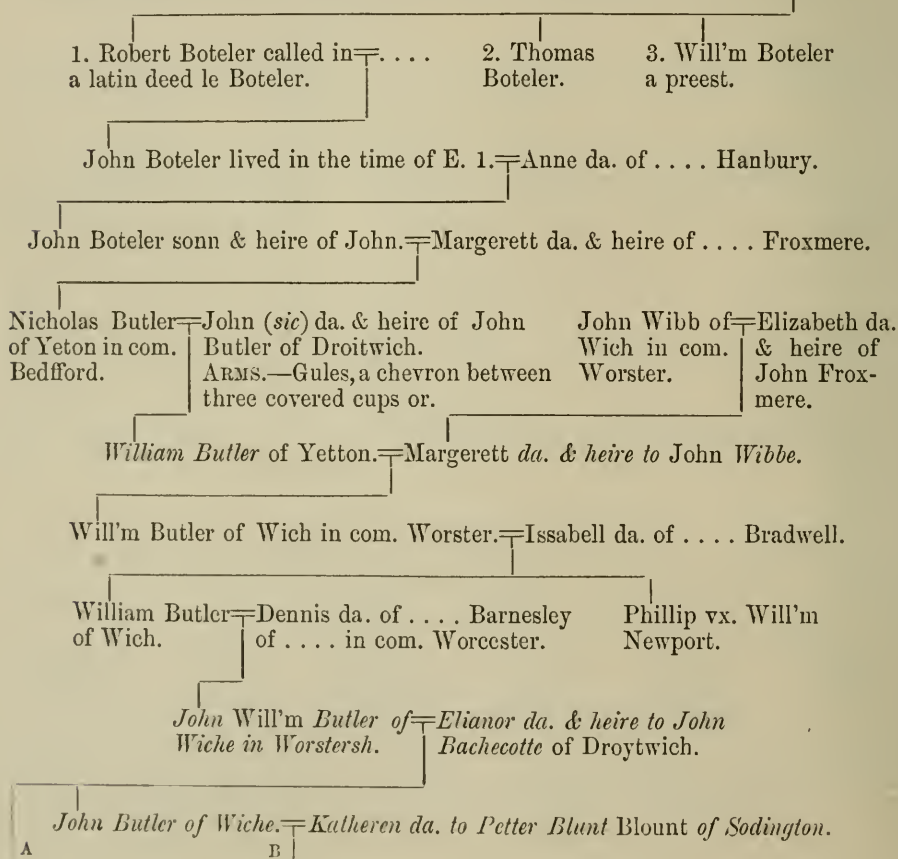 1. Robert Boteler called in . . . .
a latin deed le Boteler.
2. Thomas
Boteler.
3. Will'm Boteler
a preest.
John Boteler lived in the time of E. 1. Anne da. of . . . . Hanbury.
John Boteler sonn & heire of John. Margerett da. & heire of . . . . Froxmere.
Nicholas Butler
of Yeton in com.
Bedfford.
John (sic) da. & heire of John
Butler of Droitwich.
ARMS.—Gules, a chevron between
three covered cups or.
John Wibb of
Wich in com.
Worster.
Elizabeth da.
& heire of
John Frox-
mere.
William Butler of Yetton. Margerett da. & heire to John Wibbe.
Will'm Butler of Wich in com. Worster. Issabell da. of . . . . Bradwell.
William Butler
of Wich.
Dennis da. of . . . . Barnesley
of . . . . in com. Worcester.
Phillip vx. Will'm
Newport.
John Will'm Butler of
Wiche in Worstersh.
Elianor da. & heire to John
Bachecotte of Droytwich.
John Butler of Wiche. Katheren da. to Petter Blunt Blount of Sodington.
A B